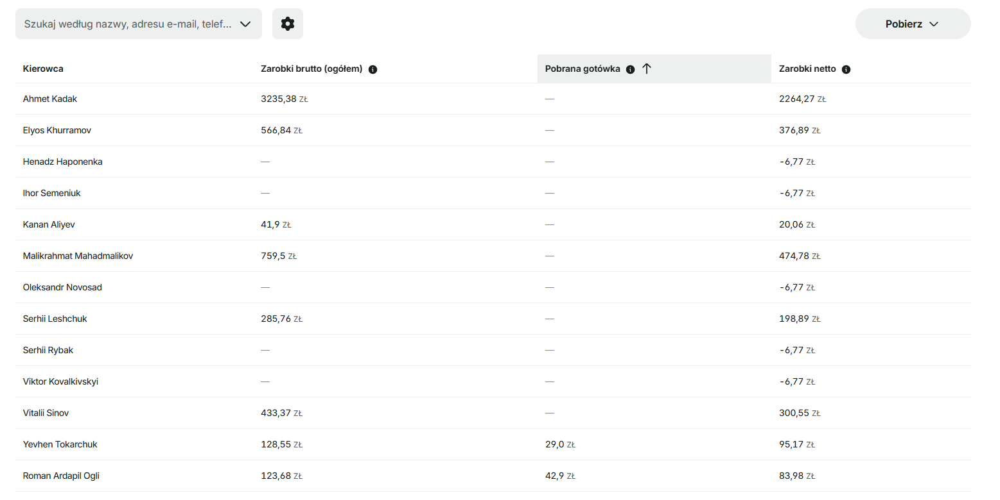 Szukaj według nazwy, adresu e-mail, telef...
Pobierz
Kierowca Zarobki brutto (ogółem) Pobrana gotówka Zarobki netto
Ahmet Kadak 3235,38 ZŁ — 2264,27 ZŁ
Elyos Khurramov 566,84 ZŁ — 376,89 ZŁ
Henadz Haponenka — — -6,77 ZŁ
Ihor Semeniuk — — -6,77 ZŁ
Kanan Aliyev 41,9 ZŁ — 20,06 ZŁ
Malikrahmat Mahadmalikov 759,5 ZŁ — 474,78 ZŁ
Oleksandr Novosad — — -6,77 ZŁ
Serhii Leshchuk 285,76 ZŁ — 198,89 ZŁ
Serhii Rybak — — -6,77 ZŁ
Viktor Kovalkivskyi — — -6,77 ZŁ
Vitalii Sinov 433,37 ZŁ — 300,55 ZŁ
Yevhen Tokarchuk 128,55 ZŁ 29,0 ZŁ 95,17 ZŁ
Roman Ardapil Ogli 123,68 ZŁ 42,9 ZŁ 83,98 ZŁ